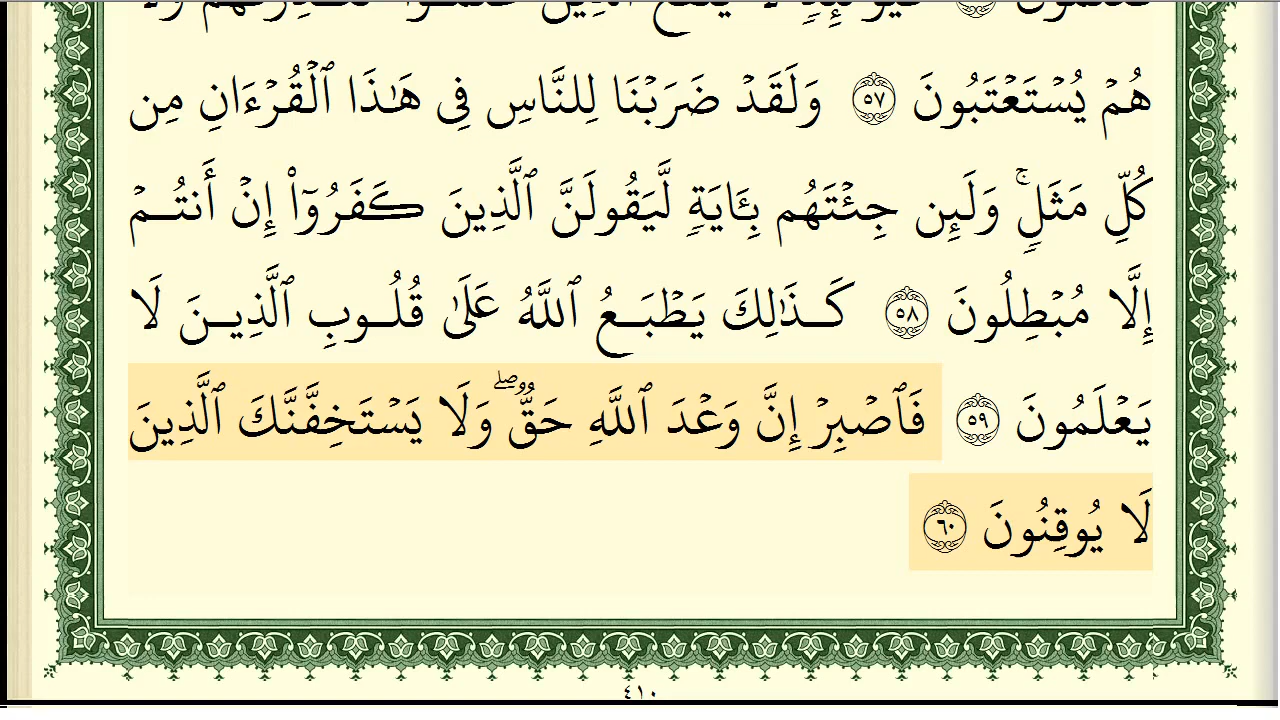 هُمْ يُسْتَعْتَبُونَ ٥٧ وَلَقَدْ ضَرَبْنَا لِلنَّاسِ فِى هَـٰذَا ٱلْقُرْءَانِ مِن
كُلِّ مَثَلٍۚ وَلَئِن جِئْتَهُم بِـَٔايَةٍ لَّيَقُولَنَّ ٱلَّذِينَ كَفَرُوٓا۟ إِنْ أَنتُمْ
إِلَّا مُبْطِلُونَ ٥٨ كَذَٰلِكَ يَطْبَعُ ٱللَّهُ عَلَىٰ قُلُوبِ ٱلَّذِينَ لَا
يَعْلَمُونَ ٥٩ فَٱصْبِرْ إِنَّ وَعْدَ ٱللَّهِ حَقٌّۖ وَلَا يَسْتَخِفَّنَّكَ ٱلَّذِينَ
لَا يُوقِنُونَ ٦٠
٤١٠